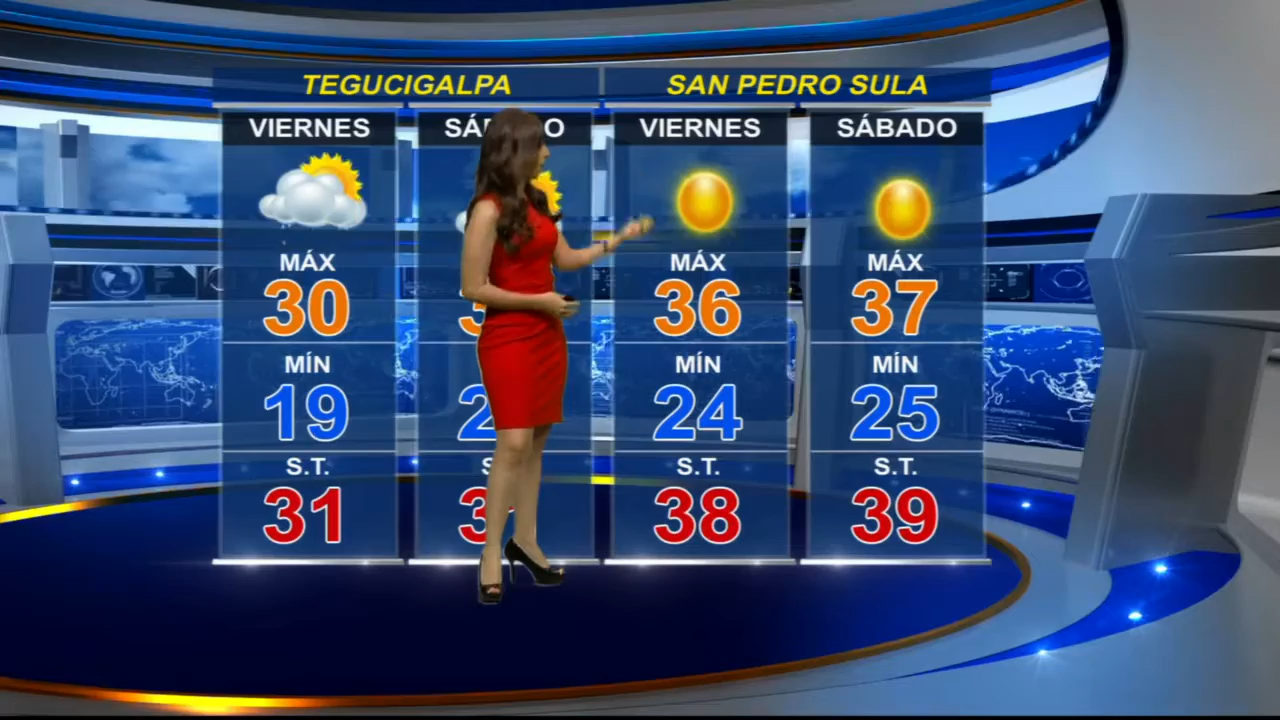 TEGUCIGALPA
SAN PEDRO SULA
VIERNES
VIERNES
SÁBADO
MÁX
MÁX
MÁX
30
36
37
MÍN
MÍN
MÍN
19
24
25
S.T.
S.T.
S.T.
31
38
39